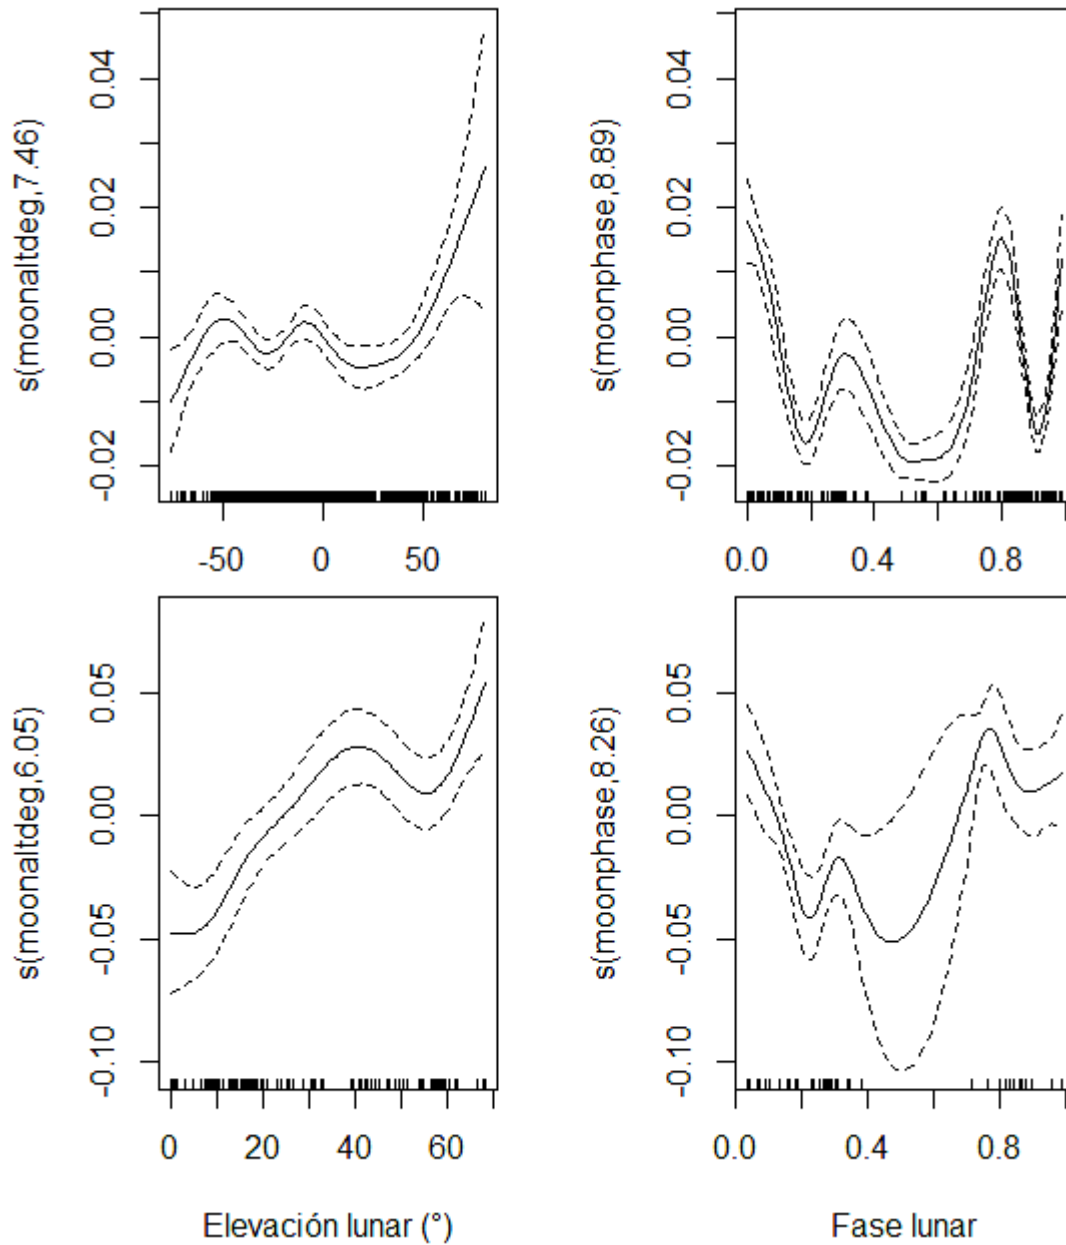 s(moonaltdeg,7.46)
-0.02 0.00 0.02 0.04
-50 0 50
s(moonphase,8.89)
-0.02 0.00 0.02 0.04
0.0 0.4 0.8
s(moonaltdeg,6.05)
-0.10 -0.05 0.00 0.05
0 20 40 60
Elevación lunar (°)
s(moonphase,8.26)
-0.10 -0.05 0.00 0.05
0.0 0.4 0.8
Fase lunar